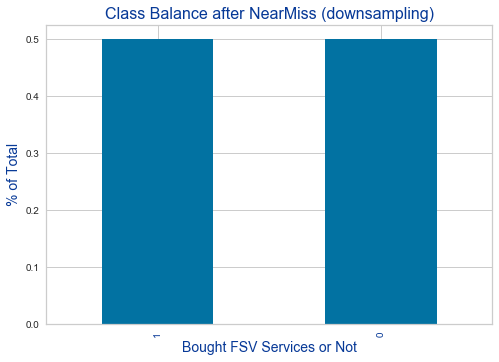 Class Balance after NearMiss (downsampling)
% of Total
0.5
0.4
0.3
0.2
0.1
0.0
1
0
Bought FSV Services or Not